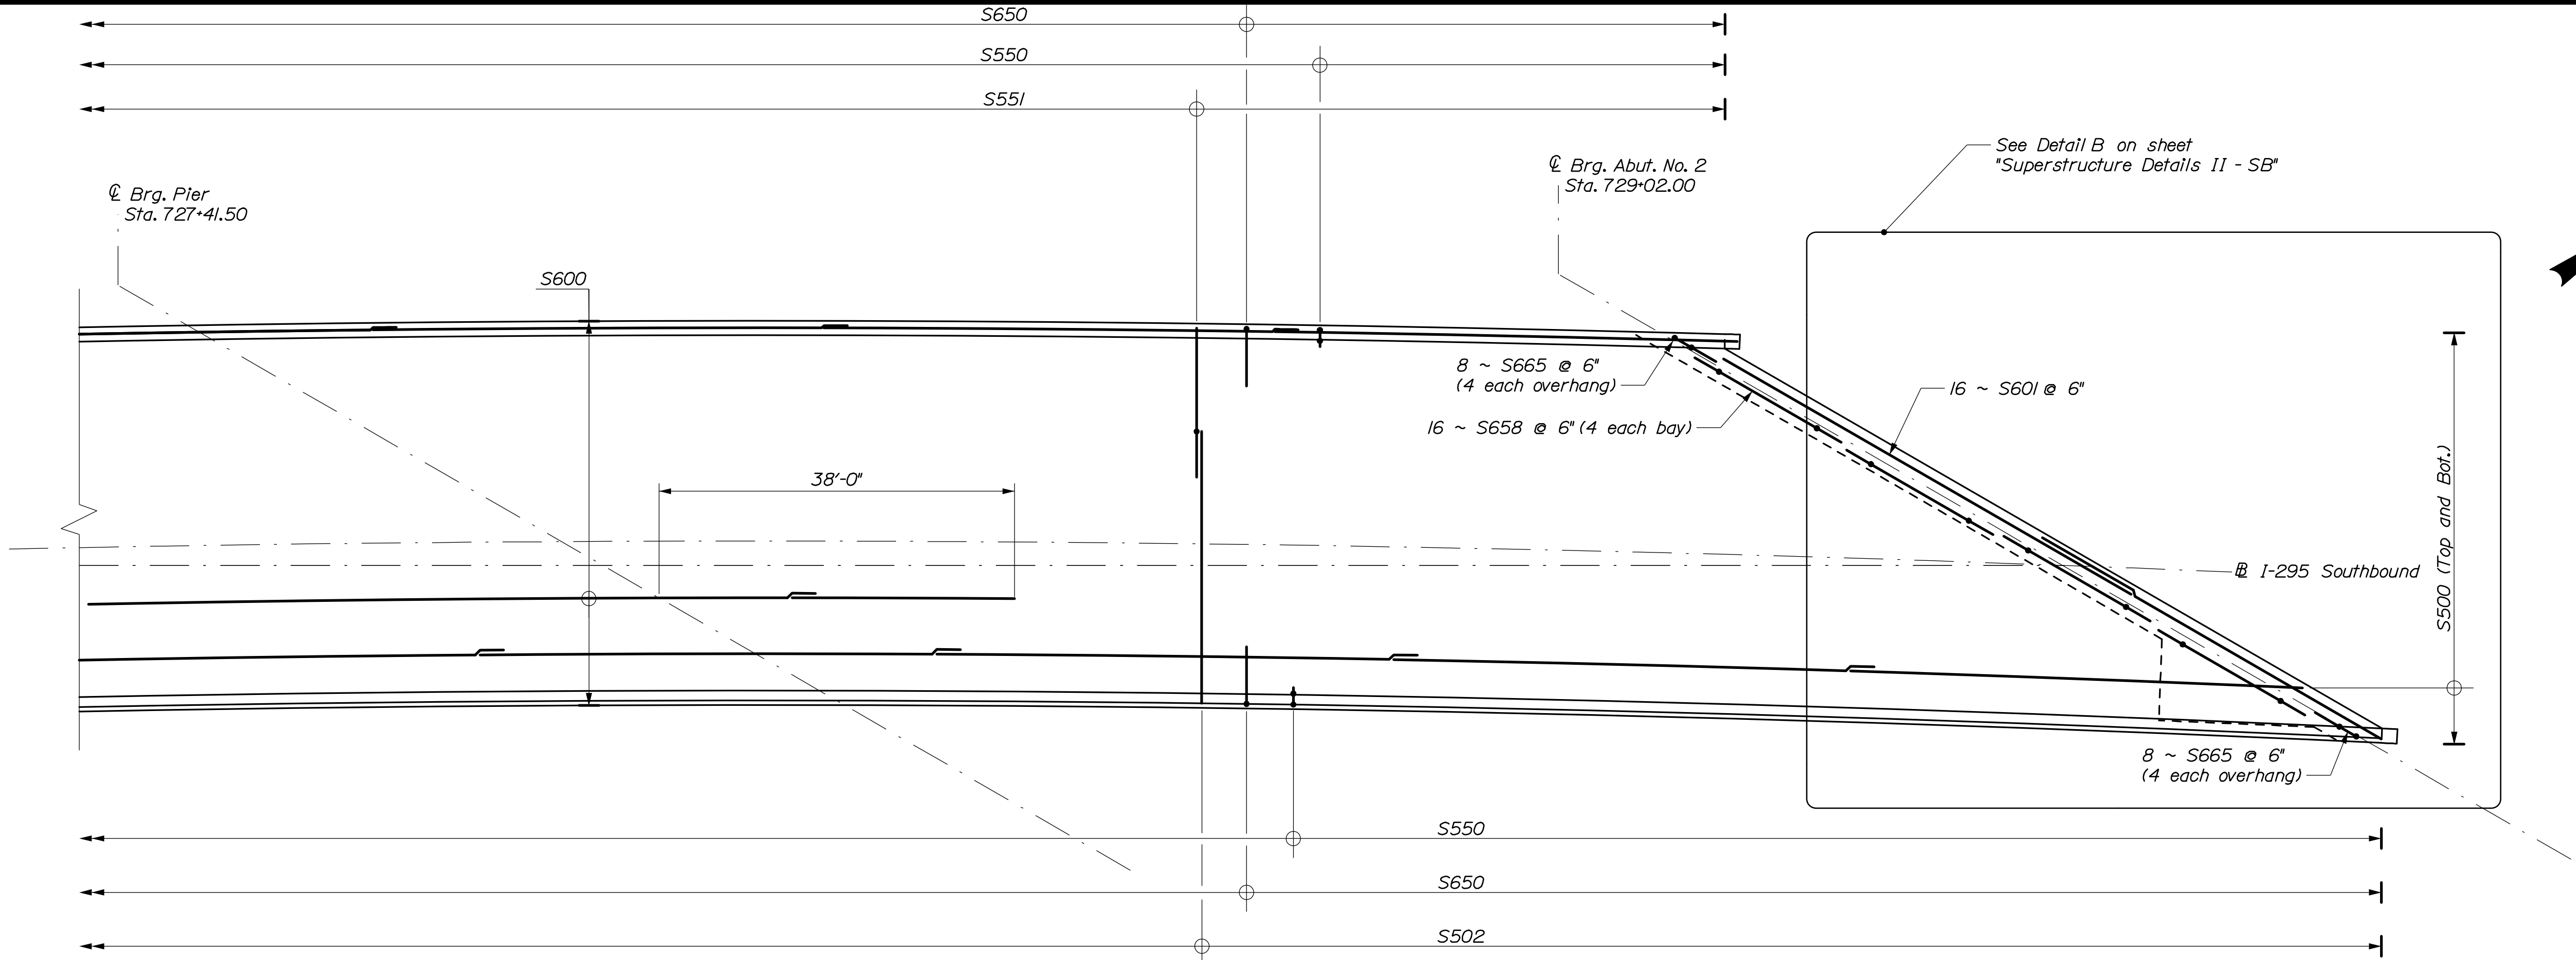 S650
S550
S551
℄ Brg. Pier
Sta. 727+41.50
℄ Brg. Abut. No. 2
Sta. 729+02.00
See Detail B on sheet
"Superstructure Details II - SB"
S600
8 ~ S665 @ 6"
(4 each overhang)
16 ~ S658 @ 6" (4 each bay)
16 ~ S601 @ 6"
38'-0"
S500 (Top and Bot.)
BL I-295 Southbound
8 ~ S665 @ 6"
(4 each overhang)
S550
S650
S502